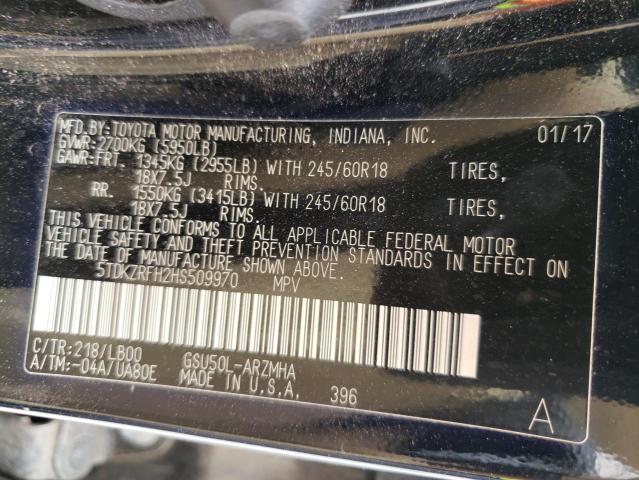 MFD.BY:TOYOTA MOTOR MANUFACTURING, INDIANA, INC. 01/17
GVWR:2700KG (5950LB)
GAWR:FRT. 1345KG (2955LB) WITH 245/60R18 TIRES,
18X7.5J RIMS.
RR. 1550KG (3415LB) WITH 245/60R18 TIRES,
18X7.5J RIMS.
THIS VEHICLE CONFORMS TO ALL APPLICABLE FEDERAL MOTOR
VEHICLE SAFETY AND THEFT PREVENTION STANDARDS IN EFFECT ON
THE DATE OF MANUFACTURE SHOWN ABOVE.
5TDKZRFH2HS509970 MPV
C/TR:218/LB00 GSU50L-ARZMHA
A/TM:-04A/UA80E MADE IN U.S.A. 396 A